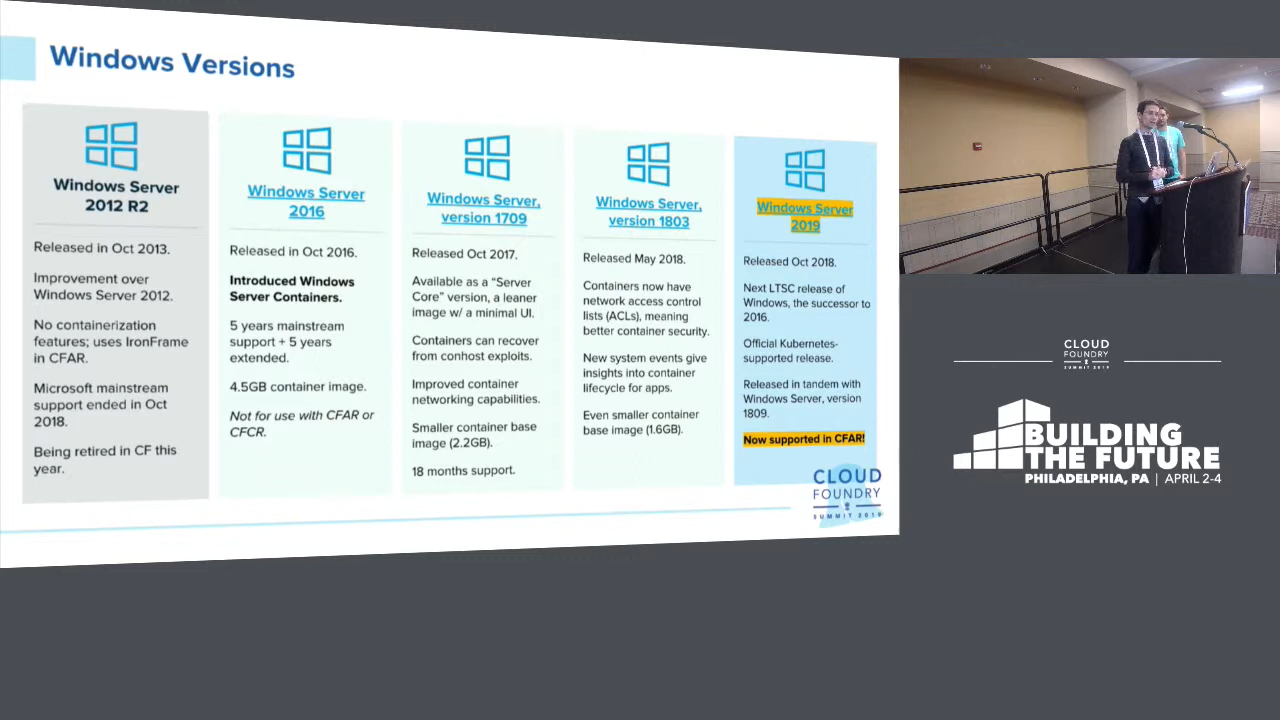 Windows Versions
Windows Server
2012 R2
Released in Oct 2013.
Improvement over
Windows Server 2012.
No containerization
features; uses IronFrame
in CFAR.
Microsoft mainstream
support ended in Oct
2018.
Being retired in CF this
year.
Windows Server
2016
Released in Oct 2016.
Introduced Windows
Server Containers.
5 years mainstream
support + 5 years
extended.
4.5GB container image.
Not for use with CFAR or
CFCR.
Windows Server,
version 1709
Released Oct 2017.
Available as a “Server
Core” version, a leaner
image w/ a minimal UI.
Containers can recover
from conhost exploits.
Improved container
networking capabilities.
Smaller container base
image (2.2GB).
18 months support.
Windows Server,
version 1803
Released May 2018.
Containers now have
network access control
lists (ACLs), meaning
better container security.
New system events give
insights into container
lifecycle for apps.
Even smaller container
base image (1.6GB).
Windows Server
2019
Released Oct 2018.
Next LTSC release of
Windows, the successor to
2016.
Official Kubernetes-
supported release.
Released in tandem with
Windows Server, version
1809.
Now supported in CFAR!
CLOUD
FOUNDRY
SUMMIT 2019
CLOUD
FOUNDRY
SUMMIT 2019
BUILDING
THE FUTURE
PHILADELPHIA, PA | APRIL 2-4